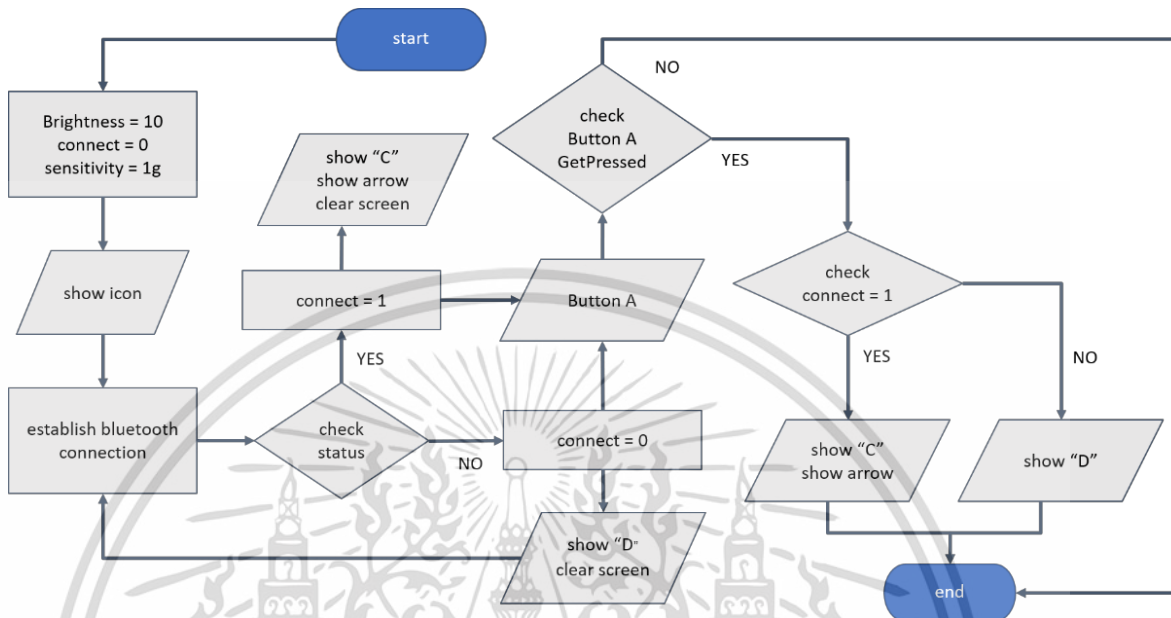 start
Brightness = 10
connect = 0
sensitivity = 1g
show icon
establish bluetooth
connection
check
status
YES
NO
connect = 1
show “C”
show arrow
clear screen
connect = 0
show “D”
clear screen
Button A
check
Button A
GetPressed
NO
YES
check
connect = 1
YES
NO
show “C”
show arrow
show “D”
end